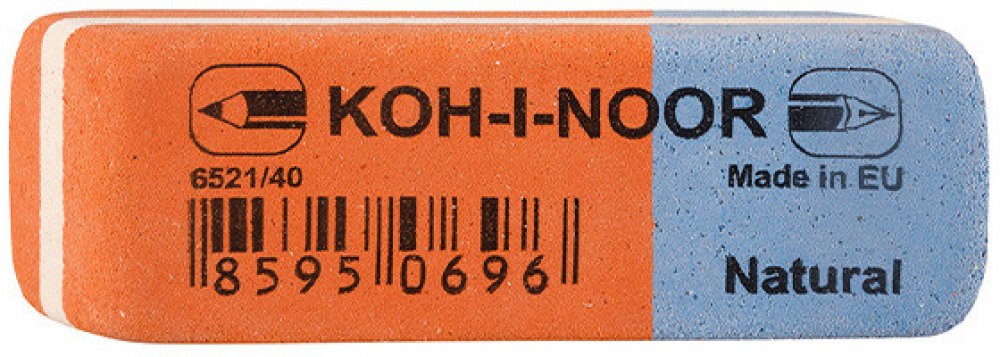 KOH-I-NOOR
6521/40
Made in EU
8595 0696
Natural